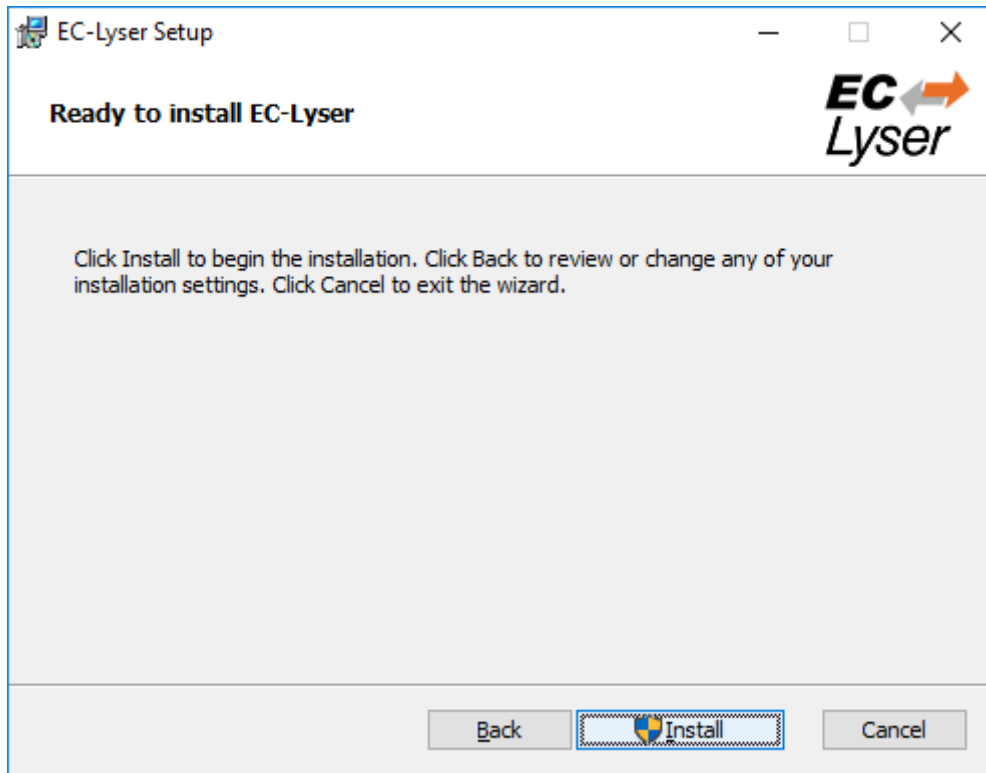 EC-Lyser Setup
Ready to install EC-Lyser
EC
Lyser
Click Install to begin the installation. Click Back to review or change any of your
installation settings. Click Cancel to exit the wizard.
Back
Install
Cancel